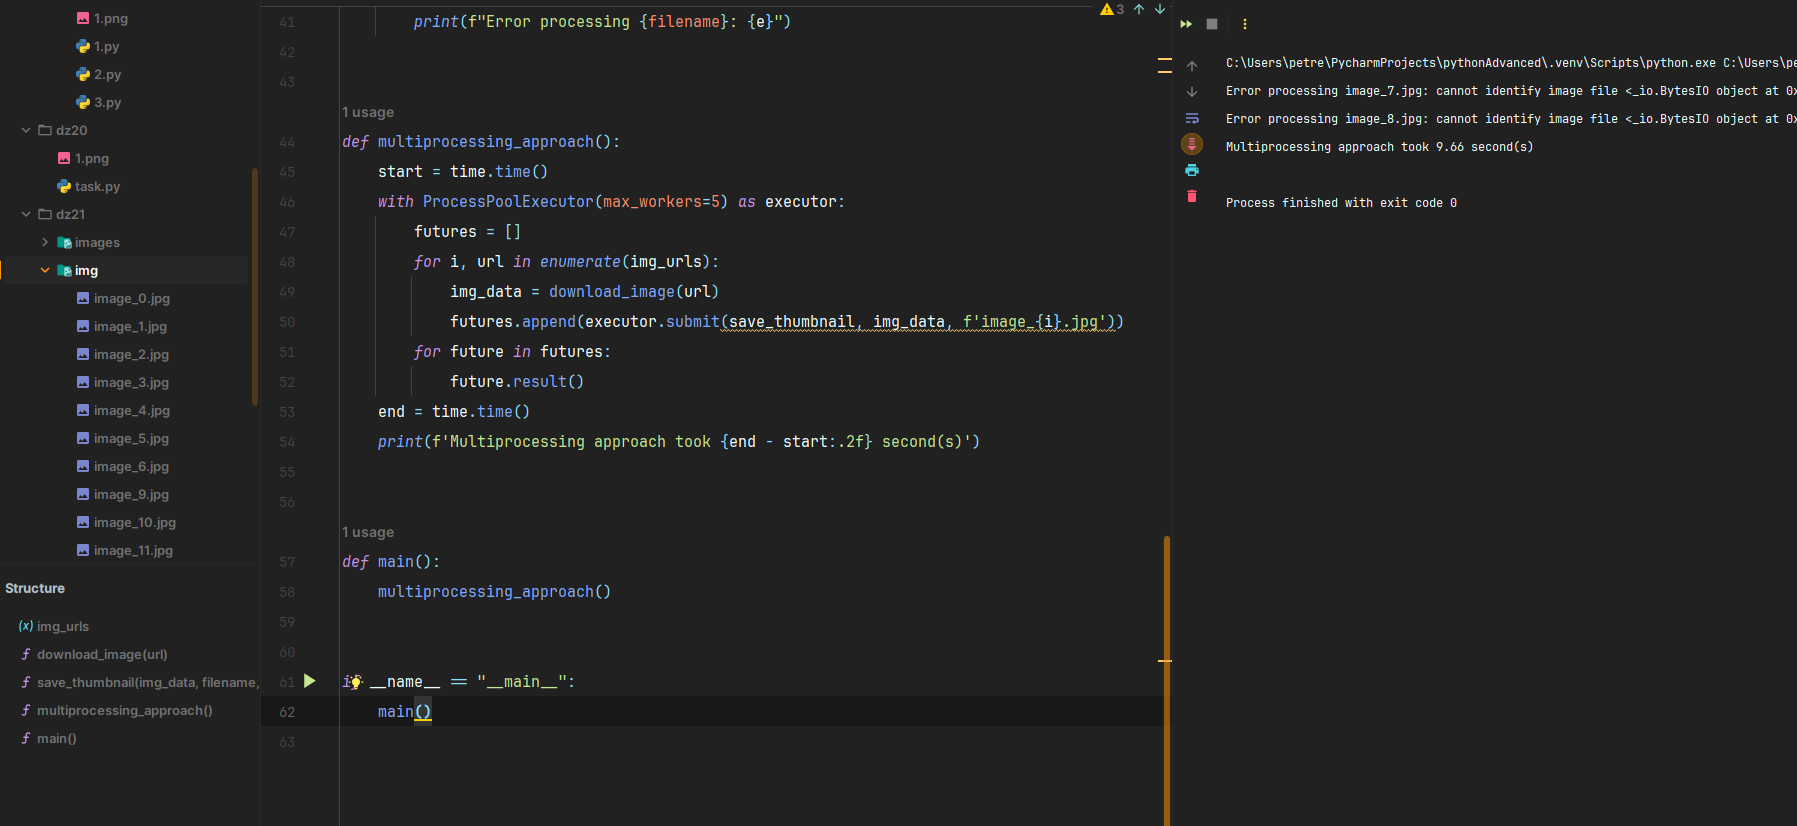 1.png
1.py
2.py
3.py
dz20
1.png
task.py
dz21
images
img
image_0.jpg
image_1.jpg
image_2.jpg
image_3.jpg
image_4.jpg
image_5.jpg
image_6.jpg
image_9.jpg
image_10.jpg
image_11.jpg
Structure
(x) img_urls
f download_image(url)
f save_thumbnail(img_data, filename,
f multiprocessing_approach()
f main()
3
41 print(f"Error processing {filename}: {e}")
42
43
1 usage
44 def multiprocessing_approach():
45 start = time.time()
46 with ProcessPoolExecutor(max_workers=5) as executor:
47 futures = []
48 for i, url in enumerate(img_urls):
49 img_data = download_image(url)
50 futures.append(executor.submit(save_thumbnail, img_data, f'image_{i}.jpg'))
51 for future in futures:
52 future.result()
53 end = time.time()
54 print(f'Multiprocessing approach took {end - start:.2f} second(s)')
55
56
1 usage
57 def main():
58 multiprocessing_approach()
59
60
61 i __name__ == "__main__":
62 main()
63
C:\Users\petre\PycharmProjects\pythonAdvanced\.venv\Scripts\python.exe C:\Users\pe
Error processing image_7.jpg: cannot identify image file <_io.BytesIO object at 0x
Error processing image_8.jpg: cannot identify image file <_io.BytesIO object at 0x
Multiprocessing approach took 9.66 second(s)
Process finished with exit code 0